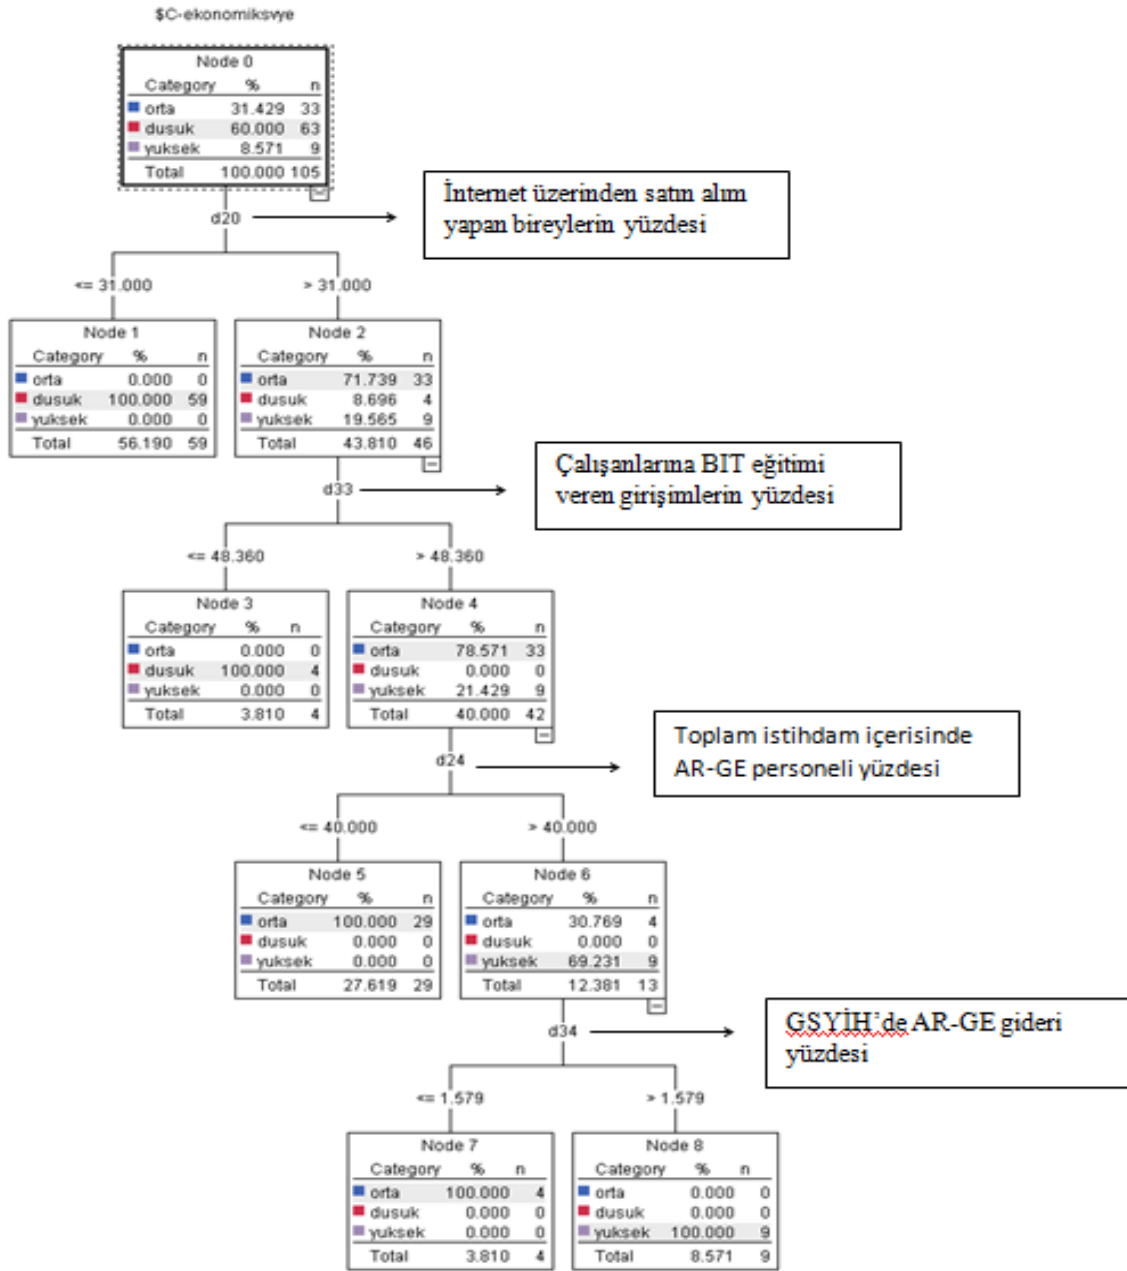 $C-ekonomiksvye
Node 0
Category % n
orta 31.429 33
dusuk 60.000 63
yuksek 8.571 9
Total 100.000 105
d20
İnternet üzerinden satın alım
yapan bireylerin yüzdesi
<= 31.000
> 31.000
Node 1
Category % n
orta 0.000 0
dusuk 100.000 59
yuksek 0.000 0
Total 56.190 59
Node 2
Category % n
orta 71.739 33
dusuk 8.696 4
yuksek 19.565 9
Total 43.810 46
d33
Çalışanlarına BIT eğitimi
veren girişimlerin yüzdesi
<= 48.360
> 48.360
Node 3
Category % n
orta 0.000 0
dusuk 100.000 4
yuksek 0.000 0
Total 3.810 4
Node 4
Category % n
orta 78.571 33
dusuk 0.000 0
yuksek 21.429 9
Total 40.000 42
d24
Toplam istihdam içerisinde
AR-GE personeli yüzdesi
<= 40.000
> 40.000
Node 5
Category % n
orta 100.000 29
dusuk 0.000 0
yuksek 0.000 0
Total 27.619 29
Node 6
Category % n
orta 30.769 4
dusuk 0.000 0
yuksek 69.231 9
Total 12.381 13
d34
GSYİH’de AR-GE gideri
yüzdesi
<= 1.579
> 1.579
Node 7
Category % n
orta 100.000 4
dusuk 0.000 0
yuksek 0.000 0
Total 3.810 4
Node 8
Category % n
orta 0.000 0
dusuk 0.000 0
yuksek 100.000 9
Total 8.571 9